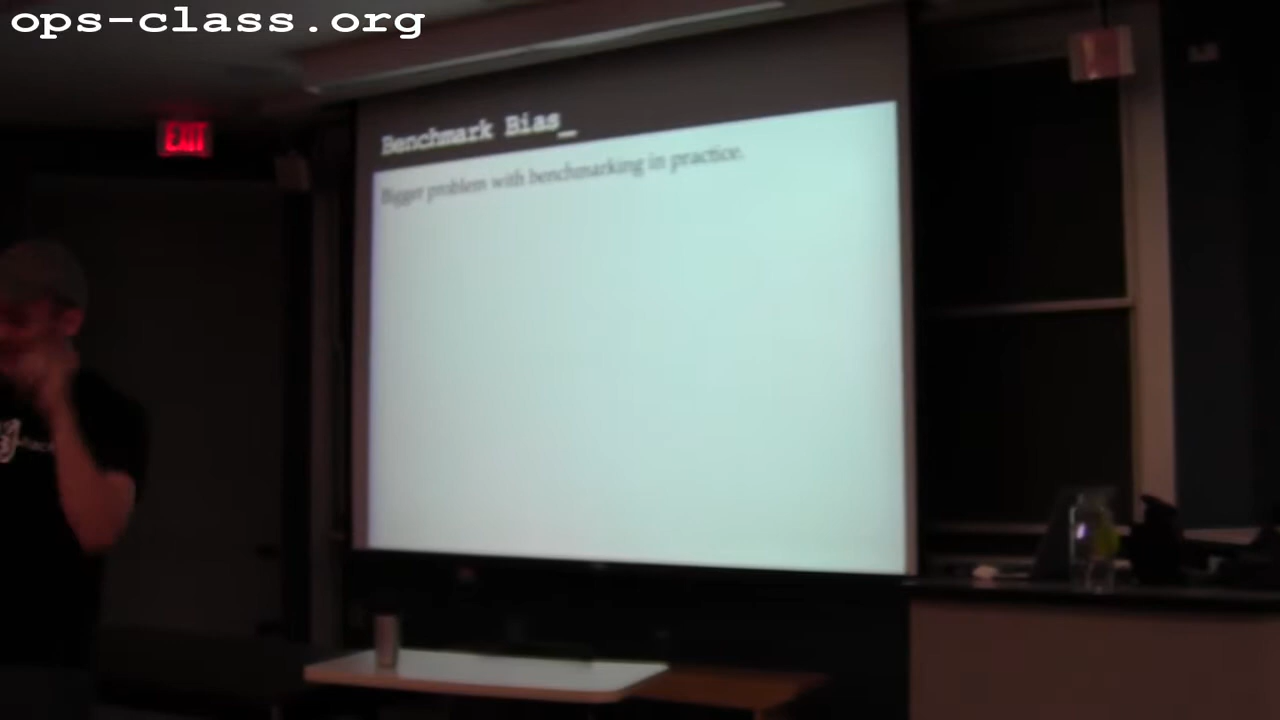 ops-class.org
EXIT
Benchmark Bias_
Bigger problem with benchmarking in practice.